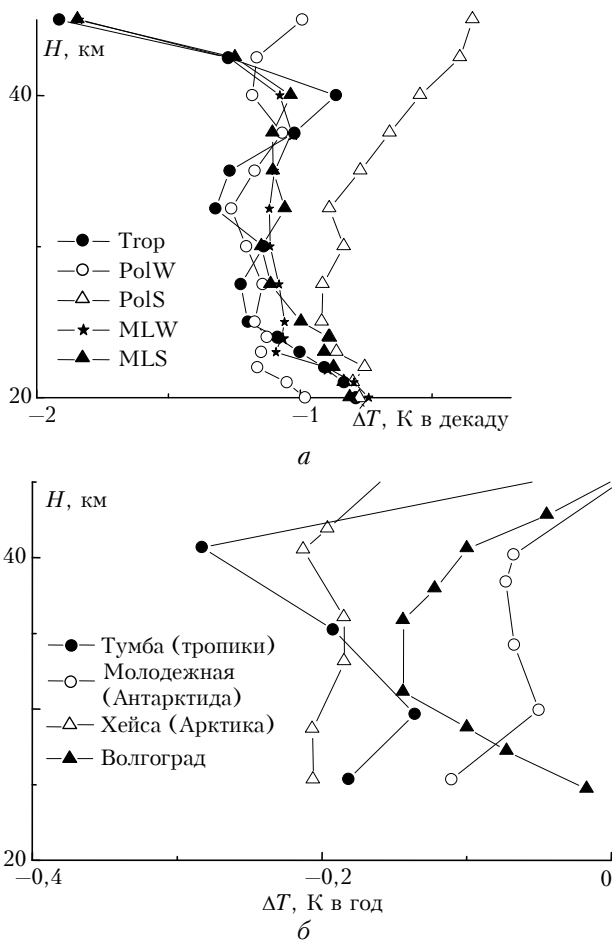 H, км
40
Trop
PolW
PolS
MLW
MLS
20
−2
−1
ΔT, К в декаду
а
H, км
40
Тумба (тропики)
Молодежная
(Антарктида)
Хейса (Арктика)
Волгоград
20
−0,4
−0,2
0
ΔT, К в год
б